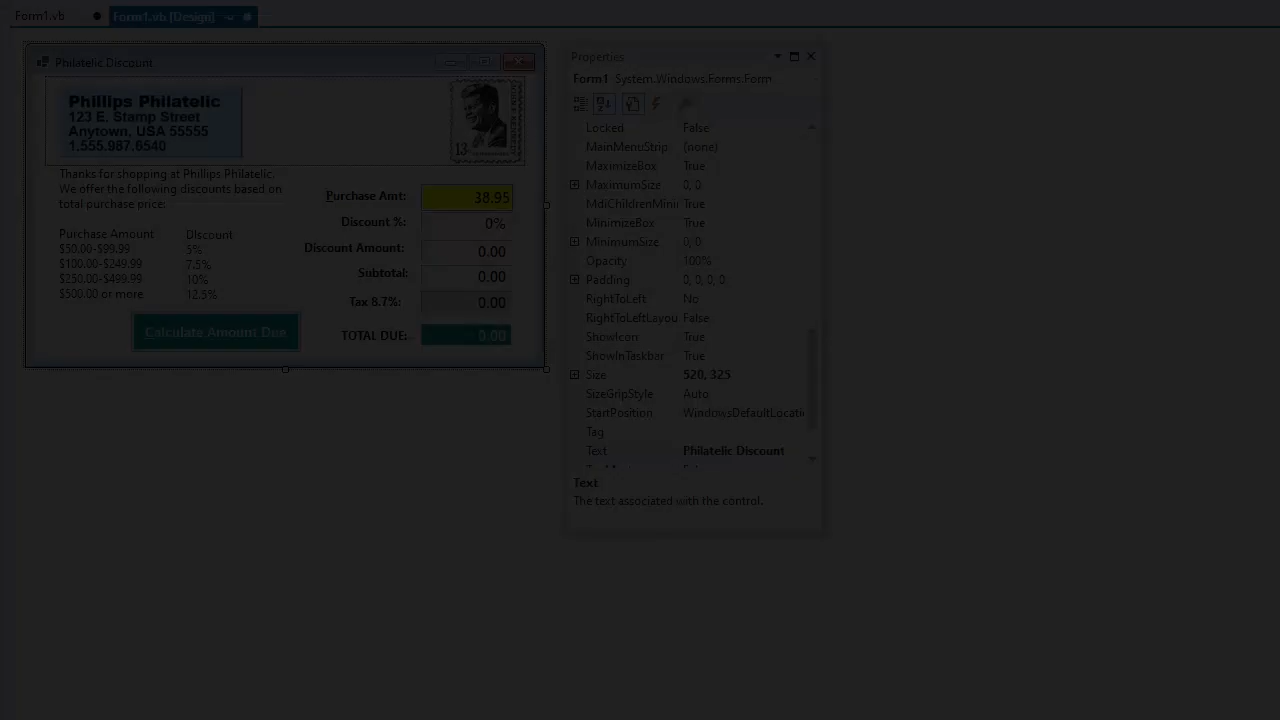 Form1.vb
Form1.vb [Design]
Philatelic Discount
Phillips Philatelic
123 E. Stamp Street
Anytown, USA 55555
1.555.987.6540
13
Thanks for shopping at Phillips Philatelic.
We offer the following discounts based on
total purchase price:
Purchase Amount Discount
$50.00-$99.99 5%
$100.00-$249.99 7.5%
$250.00-$499.99 10%
$500.00 or more 12.5%
Calculate Amount Due
Purchase Amt: 38.95
Discount %: 0%
Discount Amount: 0.00
Subtotal: 0.00
Tax 8.7%: 0.00
TOTAL DUE: 0.00
Properties
Form1 System.Windows.Forms.Form
Locked False
MainMenuStrip (none)
MaximizeBox True
MaximumSize 0, 0
MdiChildrenMini True
MinimizeBox True
MinimumSize 0, 0
Opacity 100%
Padding 0, 0, 0, 0
RightToLeft No
RightToLeftLayou False
ShowIcon True
ShowInTaskbar True
Size 520, 325
SizeGripStyle Auto
StartPosition WindowsDefaultLocati
Tag
Text Philatelic Discount
Text
The text associated with the control.